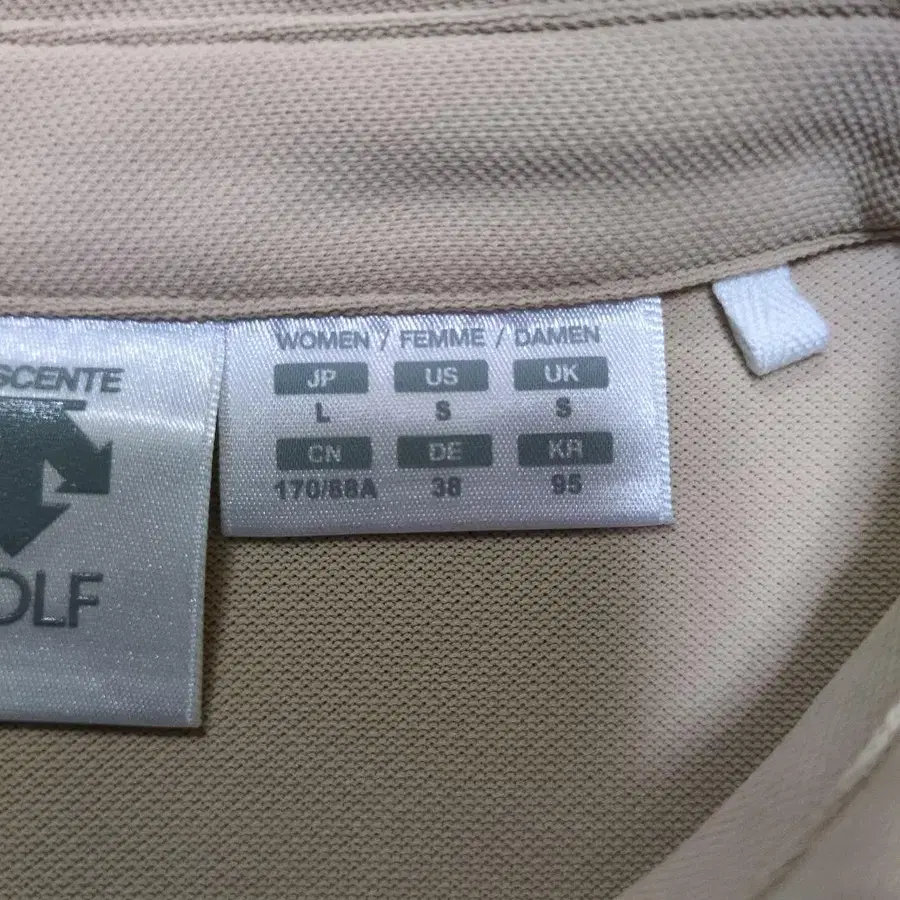 SCENTE
OLF
WOMEN / FEMME / DAMEN
JP US UK
L S S
CN DE KR
170/88A 38 95